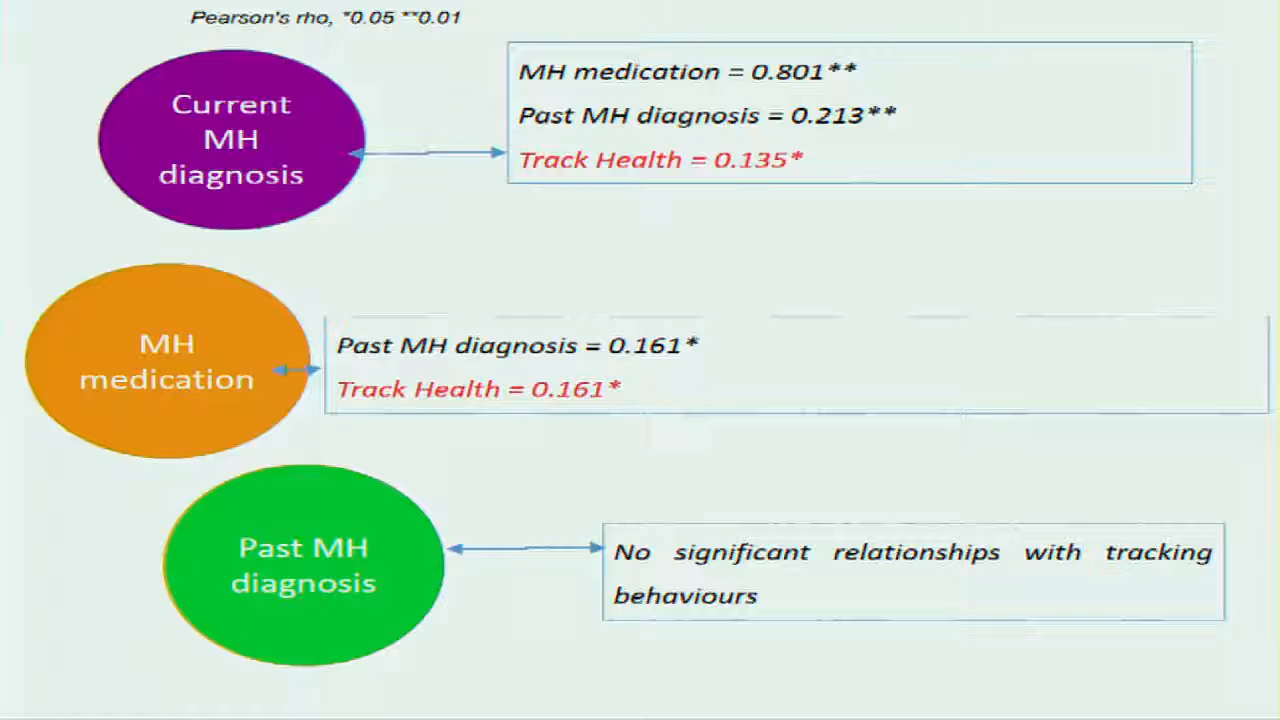 Pearson's rho, *0.05 **0.01
Current
MH
diagnosis
MH medication = 0.801**
Past MH diagnosis = 0.213**
Track Health = 0.135*
MH
medication
Past MH diagnosis = 0.161*
Track Health = 0.161*
Past MH
diagnosis
No significant relationships with tracking
behaviours